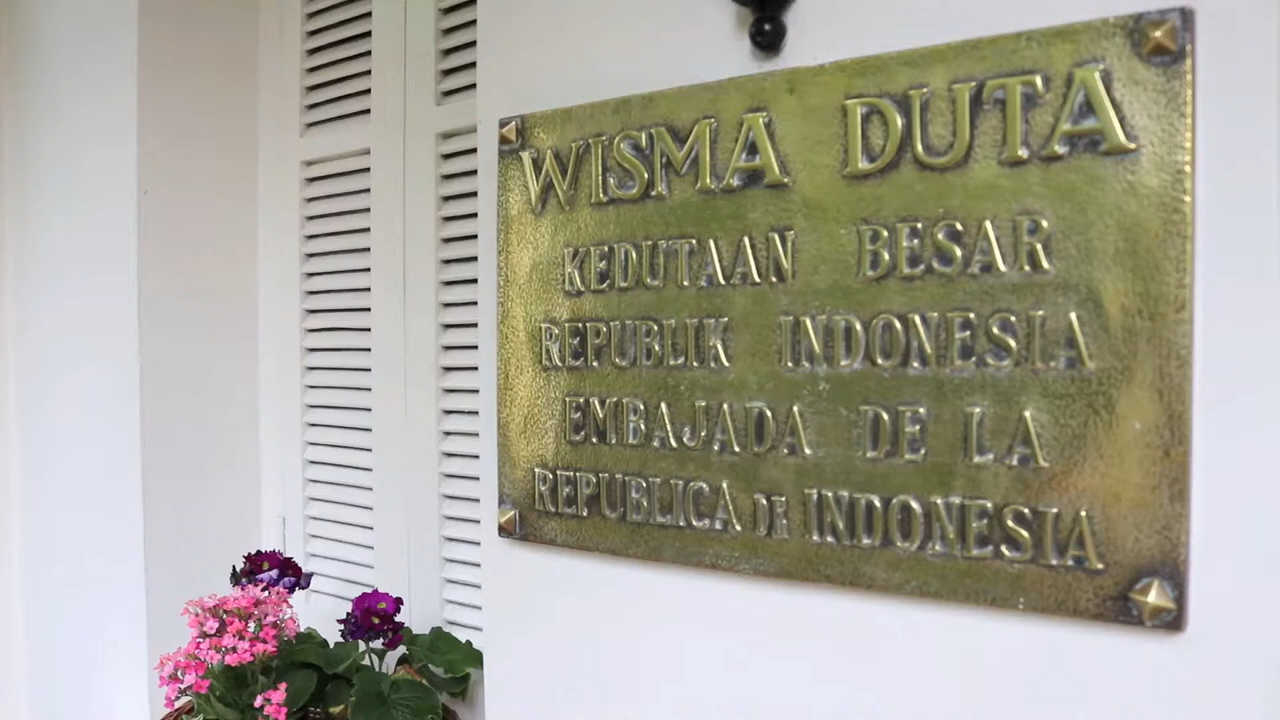 WISMA DUTA
KEDUTAAN BESAR
REPUBLIK INDONESIA
EMBAJADA DE LA
REPUBLICA DE INDONESIA